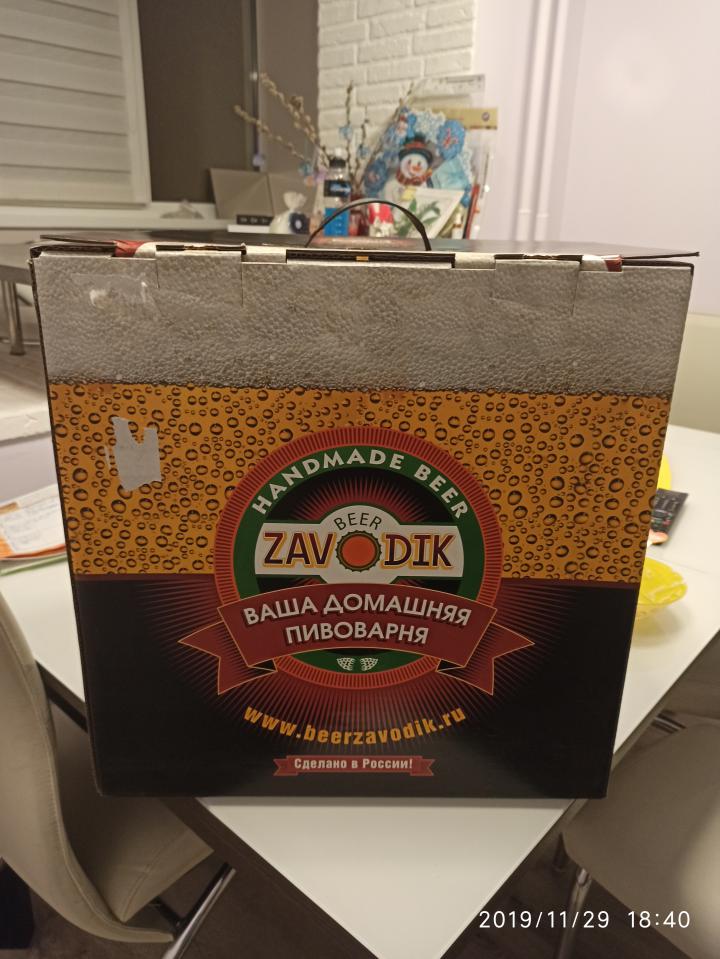 HANDMADE BEER
BEER
ZAVODIK
ВАША ДОМАШНЯЯ
ПИВОВАРНЯ
www.beerzavodik.ru
Сделано в России!
2019/11/29 18:40